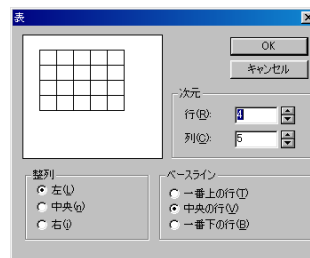 表
OK
キャンセル
次元
行(R): 4
列(C): 5
整列
左(L)
中央(n)
右(i)
ベースライン
一番上の行(T)
中央の行(V)
一番下の行(B)